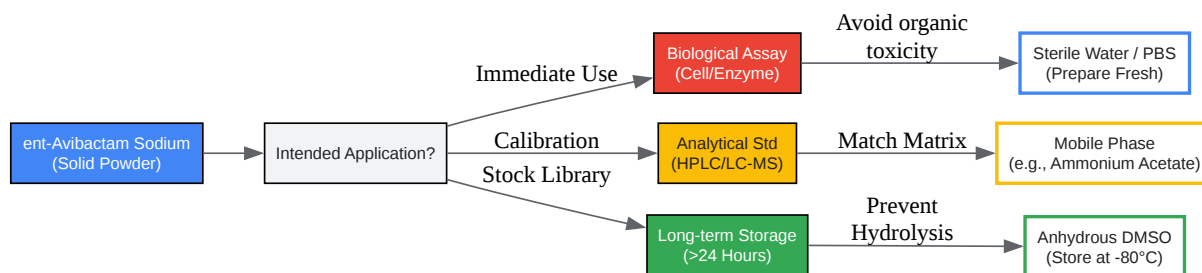 ent-Avibactam Sodium
(Solid Powder)
Intended Application?
Immediate Use
Calibration
Stock Library
Biological Assay
(Cell/Enzyme)
Analytical Std
(HPLC/LC-MS)
Long-term Storage
(>24 Hours)
Avoid organic
toxicity
Match Matrix
Prevent
Hydrolysis
Sterile Water / PBS
(Prepare Fresh)
Mobile Phase
(e.g., Ammonium Acetate)
Anhydrous DMSO
(Store at -80°C)